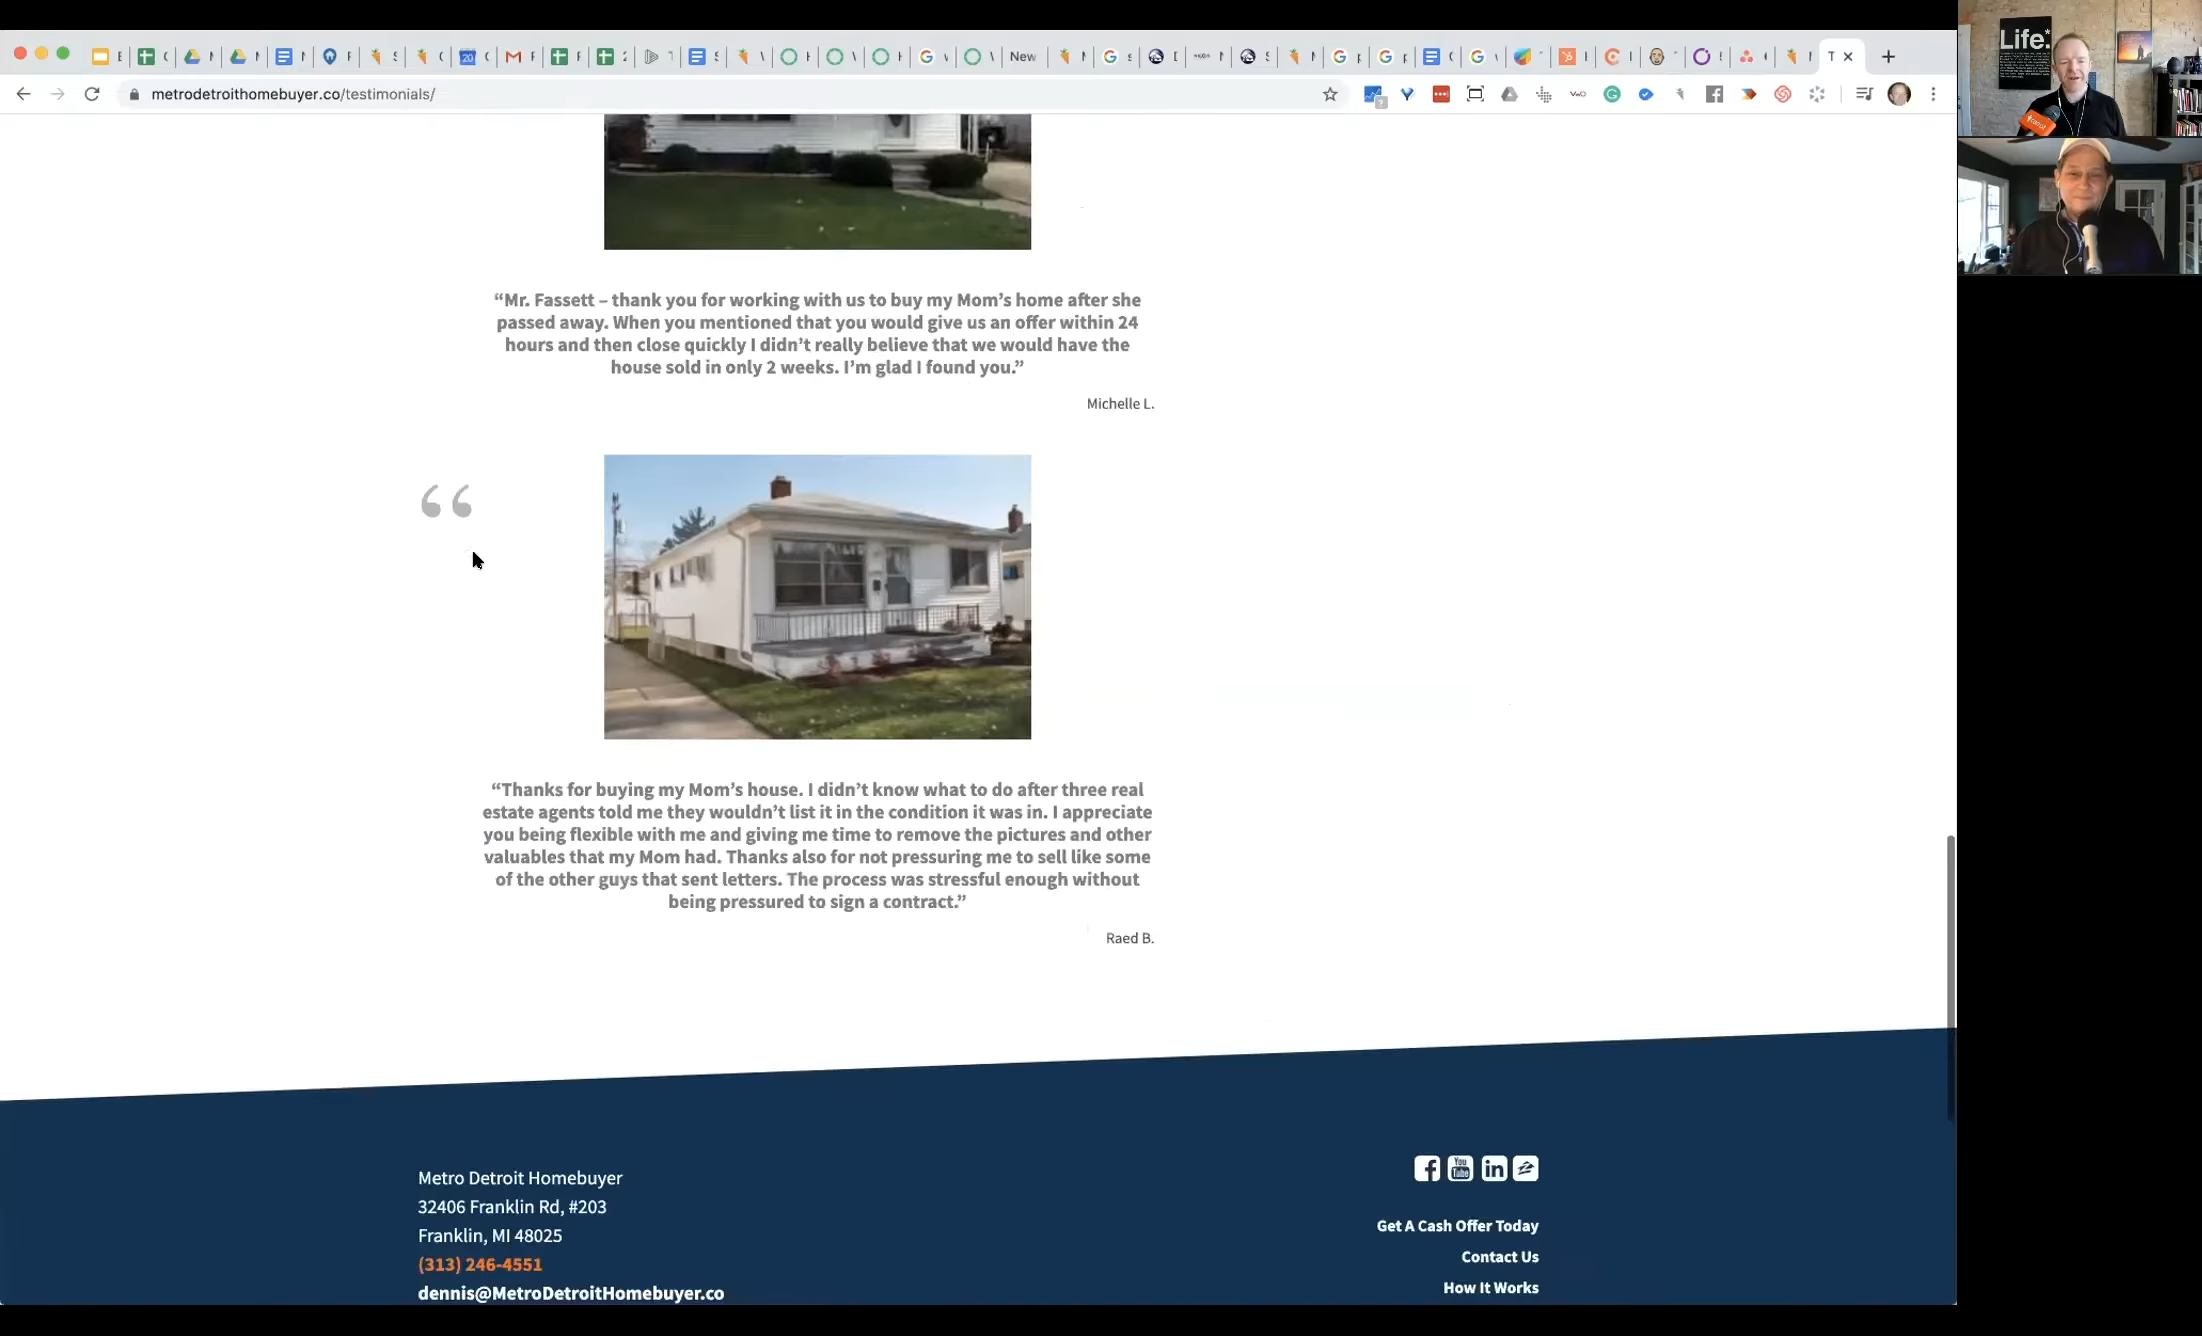 New
T
metrodetroithomebuyer.co/testimonials/
Life.
“Mr. Fassett – thank you for working with us to buy my Mom’s home after she
passed away. When you mentioned that you would give us an offer within 24
hours and then close quickly I didn’t really believe that we would have the
house sold in only 2 weeks. I’m glad I found you.”
Michelle L.
“Thanks for buying my Mom’s house. I didn’t know what to do after three real
estate agents told me they wouldn’t list it in the condition it was in. I appreciate
you being flexible with me and giving me time to remove the pictures and other
valuables that my Mom had. Thanks also for not pressuring me to sell like some
of the other guys that sent letters. The process was stressful enough without
being pressured to sign a contract.”
Raed B.
Metro Detroit Homebuyer
32406 Franklin Rd, #203
Franklin, MI 48025
(313) 246-4551
dennis@MetroDetroitHomebuyer.co
You Tube
Get A Cash Offer Today
Contact Us
How It Works